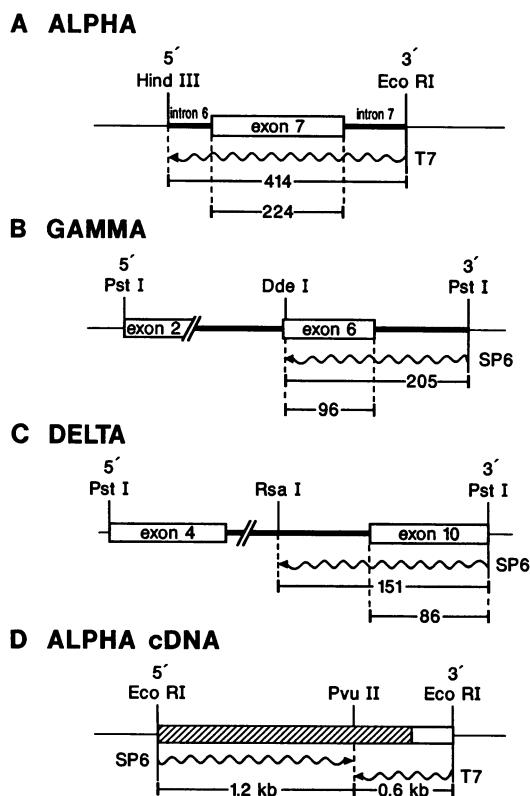 A ALPHA
5´ 3´
Hind III Eco RI
intron 6 exon 7 intron 7
T7
414
224
B GAMMA
5´ 3´
Pst I Dde I Pst I
exon 2 exon 6
SP6
205
96
C DELTA
5´ 3´
Pst I Rsa I Pst I
exon 4 exon 10
SP6
151
86
D ALPHA cDNA
5´ 3´
Eco RI Pvu II Eco RI
SP6 T7
1.2 kb 0.6 kb